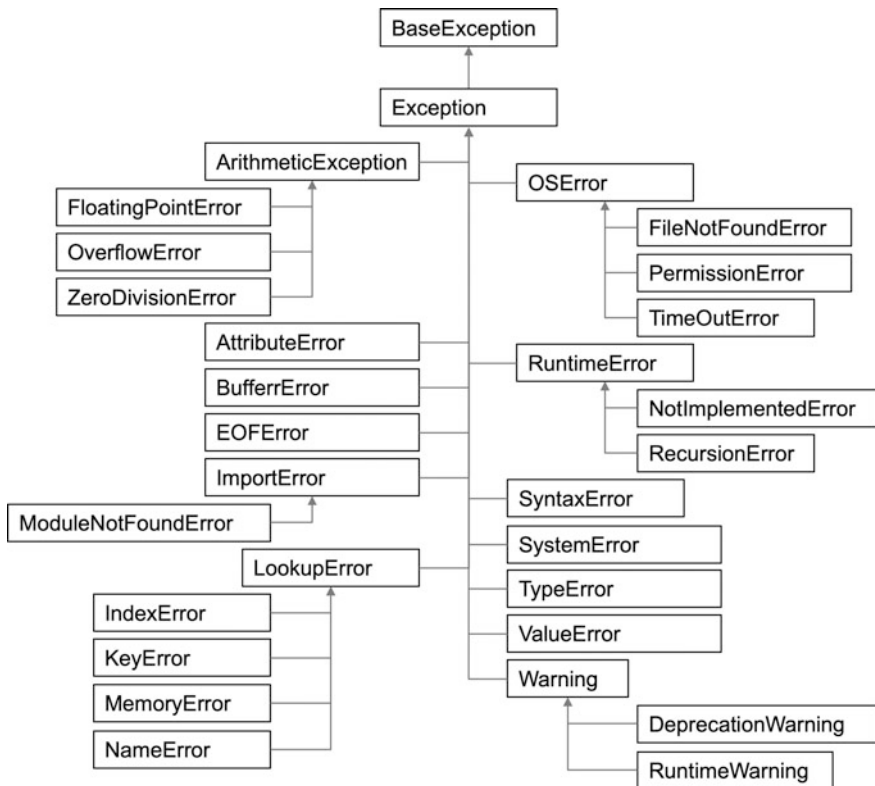 BaseException
Exception
ArithmeticException
FloatingPointError
OverflowError
ZeroDivisionError
AttributeError
BufferrError
EOFError
ImportError
ModuleNotFoundError
LookupError
IndexError
KeyError
MemoryError
NameError
OSError
FileNotFoundError
PermissionError
TimeOutError
RuntimeError
NotImplementedError
RecursionError
SyntaxError
SystemError
TypeError
ValueError
Warning
DeprecationWarning
RuntimeWarning